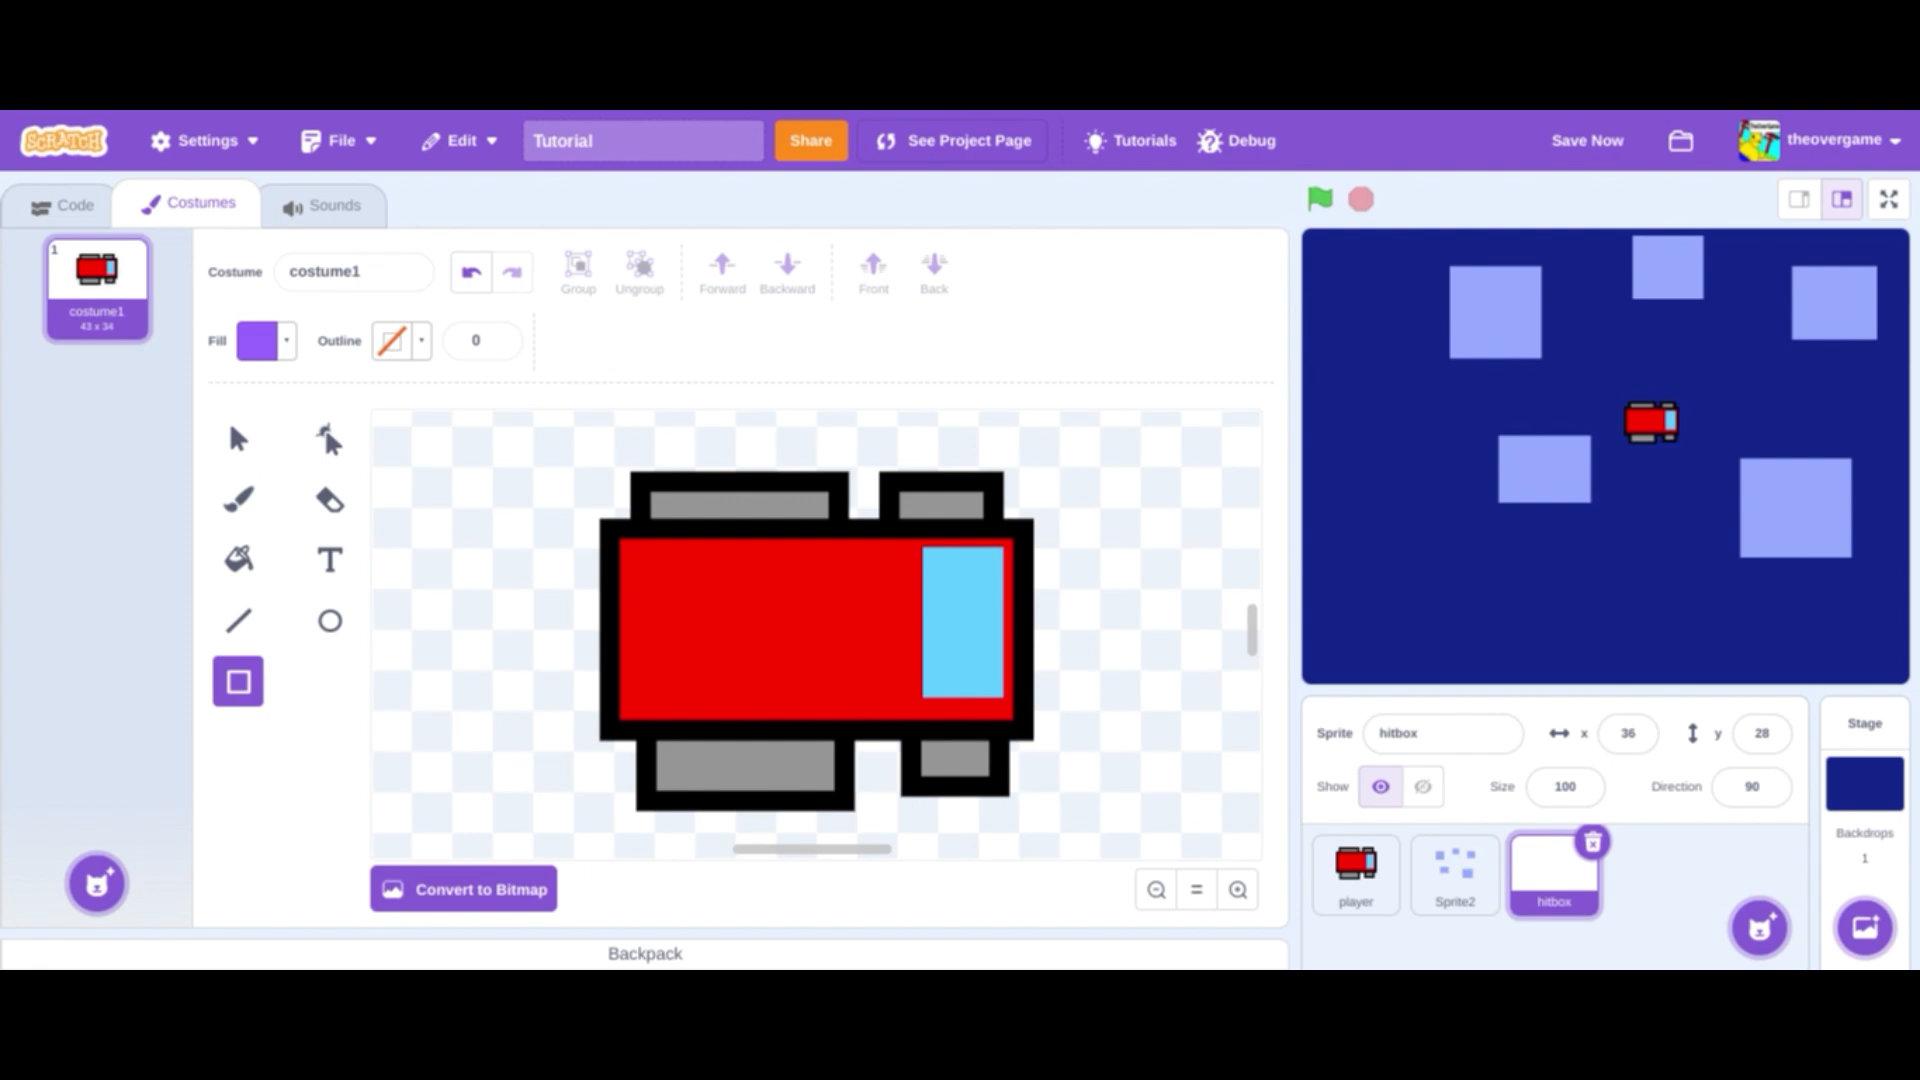 SCRATCH
Settings
File
Edit
Tutorial
Share
See Project Page
Tutorials
Debug
Save Now
theovergame
Code
Costumes
Sounds
1
costume1
43 x 34
Costume
costume1
Group
Ungroup
Forward
Backward
Front
Back
Fill
Outline
0
Convert to Bitmap
Backpack
Sprite
hitbox
x
36
y
28
Show
Size
100
Direction
90
player
Sprite2
hitbox
Stage
Backdrops
1